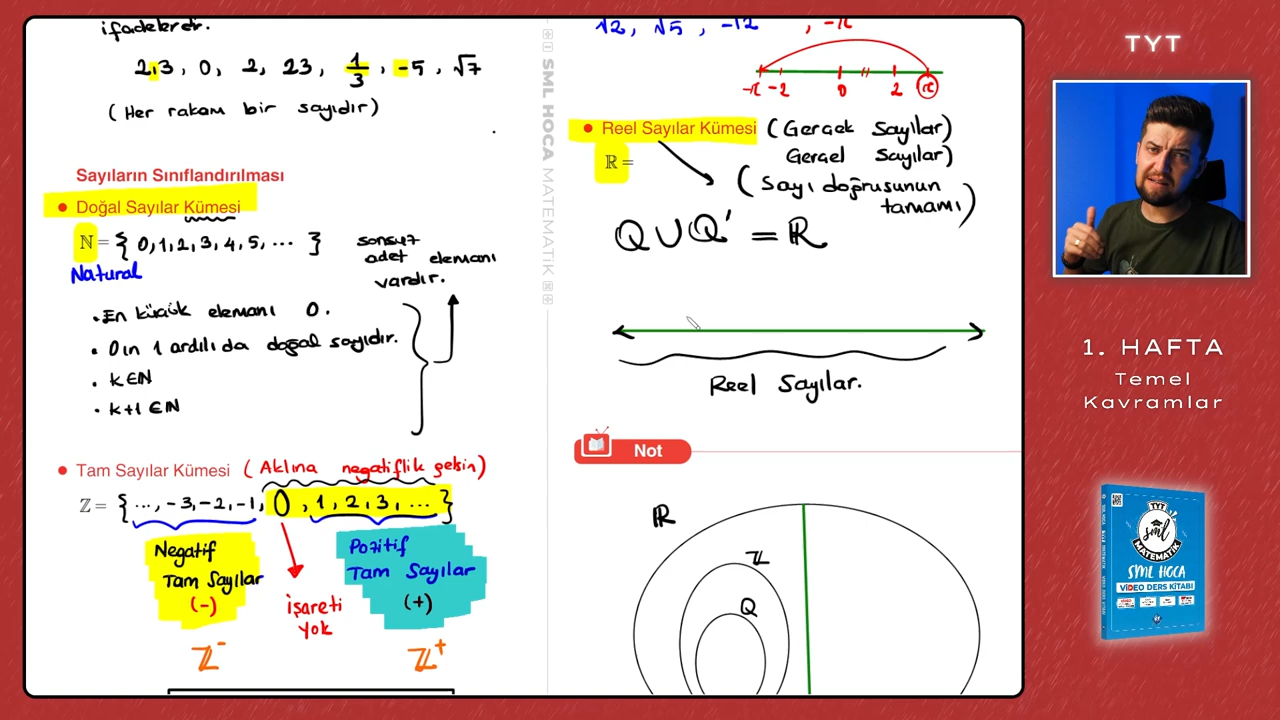 ifadelerdir.
2,3, 0, 2, 23, 1/3, -5, √7
(Her rakam bir sayıdır)
Sayıların Sınıflandırılması
• Doğal Sayılar Kümesi
ℕ = { 0,1,2,3,4,5, ... }
sonsuz adet elemanı vardır.
Natural
• En küçük elemanı 0.
• 0ın 1 ardılı da doğal sayıdır.
• k ∈ ℕ
• k+1 ∈ ℕ
• Tam Sayılar Kümesi (Aklına negatiflik gelsin)
ℤ = { ..., -3, -2, -1, 0, 1, 2, 3, ... }
Negatif
Tam Sayılar
(-)
ℤ⁻
işareti
yok
Pozitif
Tam Sayılar
(+)
ℤ⁺
SML HOCA MATEMATİK
√2, √5, -√2, -π
-π -2 0 2 π
• Reel Sayılar Kümesi (Gerçek Sayılar)
ℝ =
Gerçel Sayılar)
(Sayı doğrusunun
tamamı)
Q ∪ Q' = ℝ
Reel Sayılar.
Not
ℝ
ℤ
Q
TYT
1. HAFTA
Temel
Kavramlar
TYT
sml
MATEMATİK
SML HOCA
VİDEO DERS KİTABI